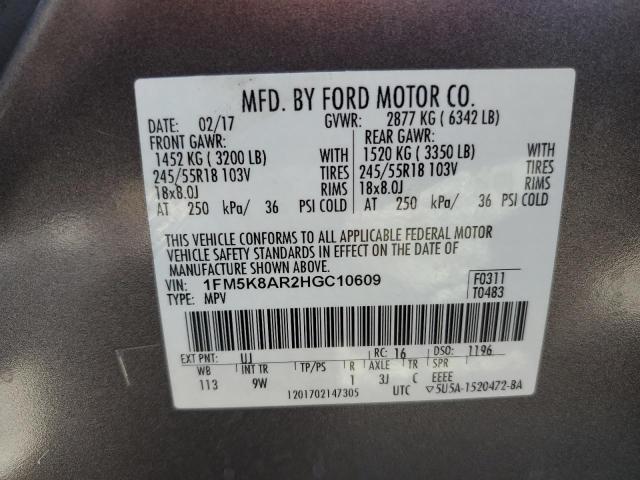 MFD. BY FORD MOTOR CO.
DATE: 02/17 GVWR: 2877 KG ( 6342 LB)
FRONT GAWR: REAR GAWR:
1452 KG ( 3200 LB) WITH 1520 KG ( 3350 LB) WITH
245/55R18 103V TIRES 245/55R18 103V TIRES
18x8.0J RIMS 18x8.0J RIMS
AT 250 kPa/ 36 PSI COLD AT 250 kPa/ 36 PSI COLD
THIS VEHICLE CONFORMS TO ALL APPLICABLE FEDERAL MOTOR
VEHICLE SAFETY STANDARDS IN EFFECT ON THE DATE OF
MANUFACTURE SHOWN ABOVE.
VIN: 1FM5K8AR2HGC10609 F0311
TYPE: MPV T0483
EXT PNT: UJ RC: 16 DSO: 1196
WB INT TR TP/PS R AXLE TR SPR
113 9W 1 3J C EEEE
1201702147305 UTC ▽5U5A-1520472-BA